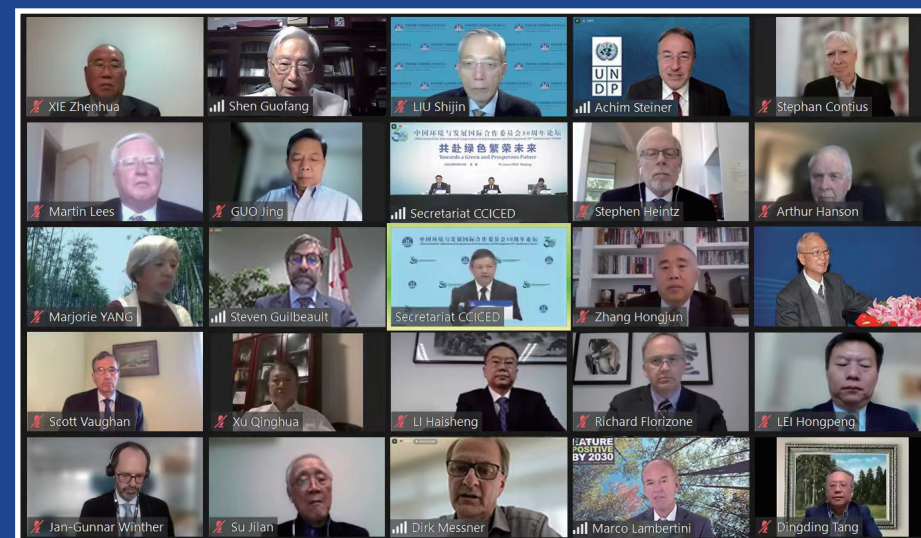 XIE Zhenhua
Shen Guofang
LIU Shijin
U N
D P
Achim Steiner
Stephan Contius
Martin Lees
GUO Jing
中国环境与发展国际合作委员会30周年论坛
共赴绿色繁荣未来
Towards a Green and Prosperous Future
Secretariat CCICED
Stephen Heintz
Arthur Hanson
Marjorie YANG
Steven Guilbeault
中国环境与发展国际合作委员会30周年论坛
Secretariat CCICED
Zhang Hongjun
Scott Vaughan
Xu Qinghua
LI Haisheng
Richard Florizone
LEI Hongpeng
Jan-Gunnar Winther
Su Jilan
Dirk Messner
NATURE
POSITIVE
BY 2030
Marco Lambertini
Dingding Tang